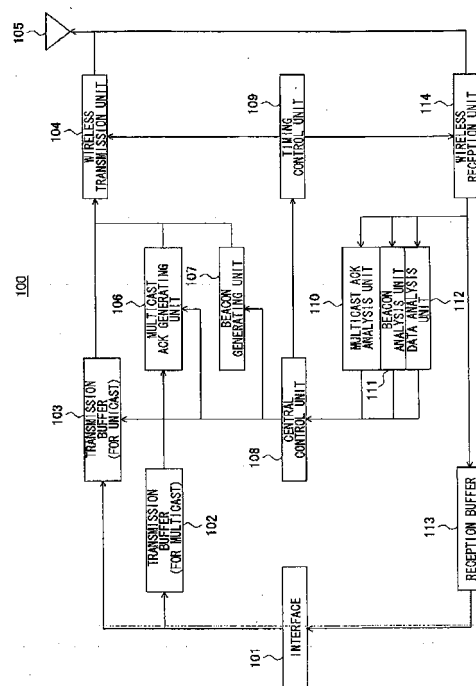 100
101
INTERFACE
TRANSMISSION
BUFFER
(FOR MULTICAST)
102
103
TRANSMISSION
BUFFER
(FOR UNICAST)
106
MULTICAST
ACK GENERATING
UNIT
107
BEACON
GENERATING UNIT
104
WIRELESS
TRANSMISSION UNIT
105
108
CENTRAL
CONTROL UNIT
109
TIMING
CONTROL UNIT
110
MULTICAST ACK
ANALYSIS UNIT
BEACON
ANALYSIS UNIT
111
DATA ANALYSIS
UNIT
112
113
RECEPTION BUFFER
114
WIRELESS
RECEPTION UNIT